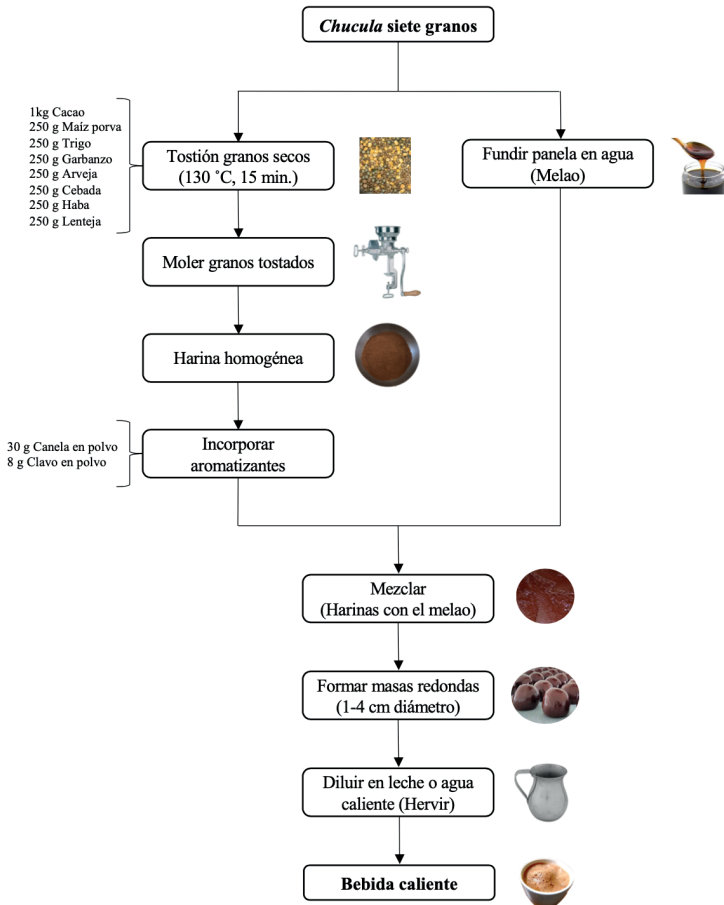 Chucula siete granos
1kg Cacao
250 g Maíz porva
250 g Trigo
250 g Garbanzo
250 g Arveja
250 g Cebada
250 g Haba
250 g Lenteja
Tostión granos secos
(130 ˚C, 15 min.)
Fundir panela en agua
(Melao)
Moler granos tostados
Harina homogénea
30 g Canela en polvo
8 g Clavo en polvo
Incorporar
aromatizantes
Mezclar
(Harinas con el melao)
Formar masas redondas
(1-4 cm diámetro)
Diluir en leche o agua
caliente (Hervir)
Bebida caliente